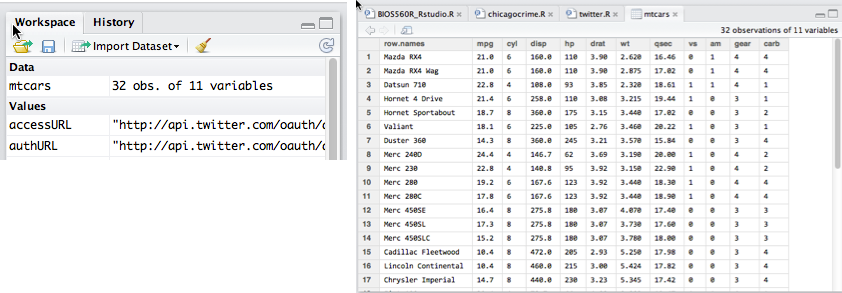 Workspace History
Import Dataset
Data
mtcars 32 obs. of 11 variables
Values
accessURL "http://api.twitter.com/oauth/
authURL "http://api.twitter.com/oauth/
BIOS560R_Rstudio.R chicagocrime.R twitter.R mtcars
32 observations of 11 variables
row.names mpg cyl disp hp drat wt qsec vs am gear carb
1 Mazda RX4 21.0 6 160.0 110 3.90 2.620 16.46 0 1 4 4
2 Mazda RX4 Wag 21.0 6 160.0 110 3.90 2.875 17.02 0 1 4 4
3 Datsun 710 22.8 4 108.0 93 3.85 2.320 18.61 1 1 4 1
4 Hornet 4 Drive 21.4 6 258.0 110 3.08 3.215 19.44 1 0 3 1
5 Hornet Sportabout 18.7 8 360.0 175 3.15 3.440 17.02 0 0 3 2
6 Valiant 18.1 6 225.0 105 2.76 3.460 20.22 1 0 3 1
7 Duster 360 14.3 8 360.0 245 3.21 3.570 15.84 0 0 3 4
8 Merc 240D 24.4 4 146.7 62 3.69 3.190 20.00 1 0 4 2
9 Merc 230 22.8 4 140.8 95 3.92 3.150 22.90 1 0 4 2
10 Merc 280 19.2 6 167.6 123 3.92 3.440 18.30 1 0 4 4
11 Merc 280C 17.8 6 167.6 123 3.92 3.440 18.90 1 0 4 4
12 Merc 450SE 16.4 8 275.8 180 3.07 4.070 17.40 0 0 3 3
13 Merc 450SL 17.3 8 275.8 180 3.07 3.730 17.60 0 0 3 3
14 Merc 450SLC 15.2 8 275.8 180 3.07 3.780 18.00 0 0 3 3
15 Cadillac Fleetwood 10.4 8 472.0 205 2.93 5.250 17.98 0 0 3 4
16 Lincoln Continental 10.4 8 460.0 215 3.00 5.424 17.82 0 0 3 4
17 Chrysler Imperial 14.7 8 440.0 230 3.23 5.345 17.42 0 0 3 4